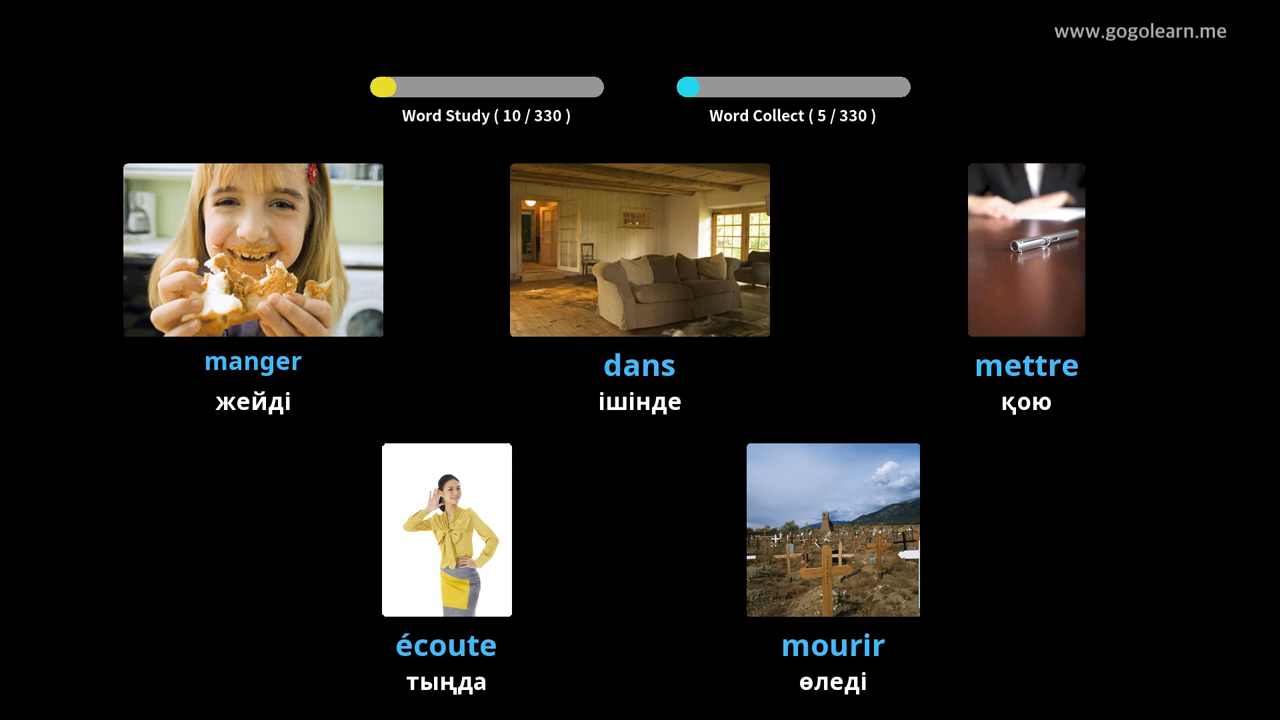 www.gogolearn.me
Word Study ( 10 / 330 )
Word Collect ( 5 / 330 )
manger
жейді
dans
ішінде
mettre
қою
écoute
тыңда
mourir
өледі